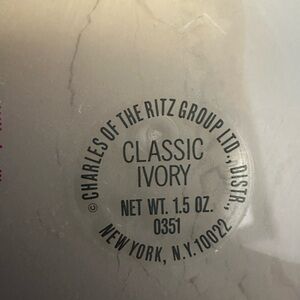 © CHARLES OF THE RITZ GROUP LTD., DISTR.,
CLASSIC
IVORY
NET WT. 1.5 OZ.
0351
NEW YORK, N.Y. 10022